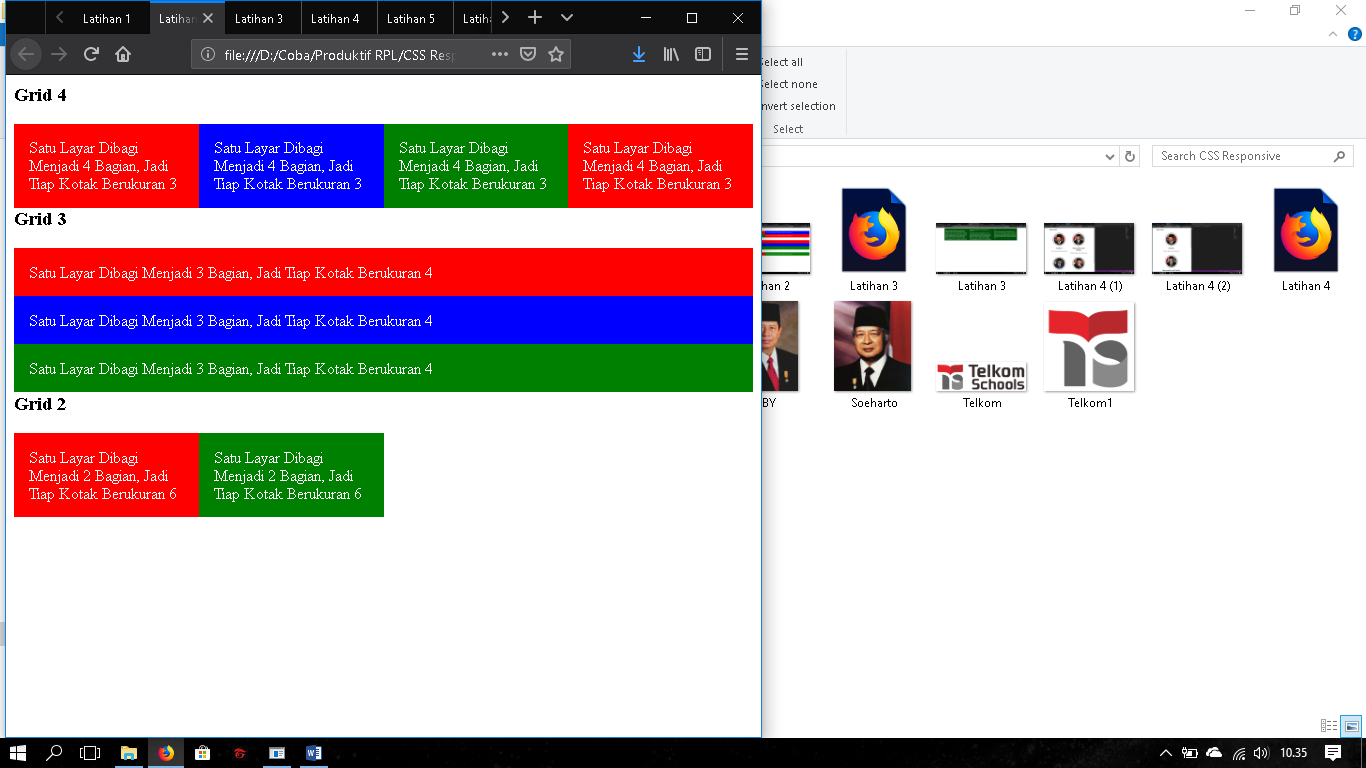 Latihan 1
Latihan
Latihan 3
Latihan 4
Latihan 5
Latih
file:///D:/Coba/Produktif RPL/CSS Resp
Grid 4
Satu Layar Dibagi
Menjadi 4 Bagian, Jadi
Tiap Kotak Berukuran 3
Satu Layar Dibagi
Menjadi 4 Bagian, Jadi
Tiap Kotak Berukuran 3
Satu Layar Dibagi
Menjadi 4 Bagian, Jadi
Tiap Kotak Berukuran 3
Satu Layar Dibagi
Menjadi 4 Bagian, Jadi
Tiap Kotak Berukuran 3
Grid 3
Satu Layar Dibagi Menjadi 3 Bagian, Jadi Tiap Kotak Berukuran 4
Satu Layar Dibagi Menjadi 3 Bagian, Jadi Tiap Kotak Berukuran 4
Satu Layar Dibagi Menjadi 3 Bagian, Jadi Tiap Kotak Berukuran 4
Grid 2
Satu Layar Dibagi
Menjadi 2 Bagian, Jadi
Tiap Kotak Berukuran 6
Satu Layar Dibagi
Menjadi 2 Bagian, Jadi
Tiap Kotak Berukuran 6
Select all
Select none
nvert selection
Select
Search CSS Responsive
han 2
Latihan 3
Latihan 3
Latihan 4 (1)
Latihan 4 (2)
Latihan 4
BY
Soeharto
Telkom
Schools
Telkom
Telkom1
10.35